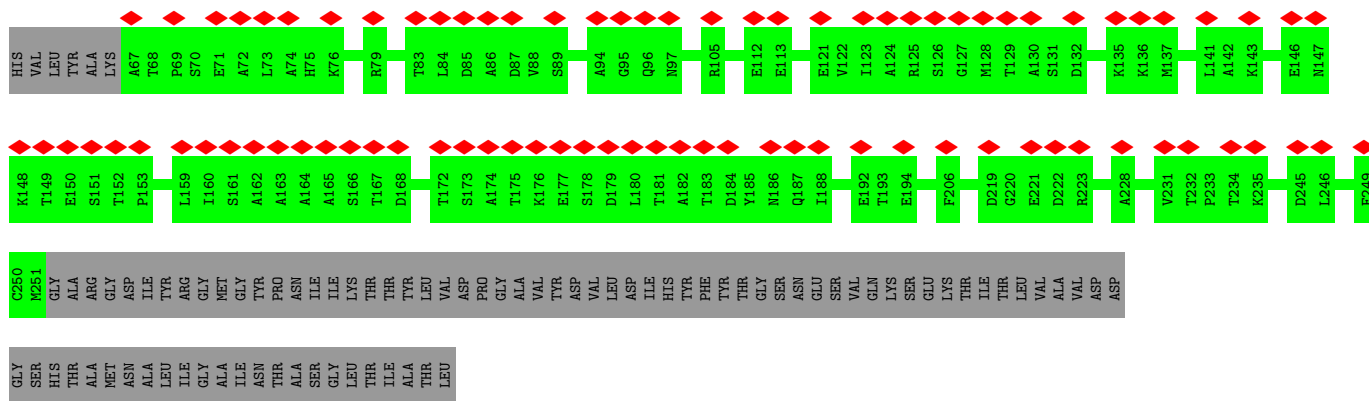 HIS VAL LEU TYR ALA LYS A67 T68 P69 S70 E71 A72 L73 A74 H75 K76 R79 T83 L84 D85 A86 D87 V88 S89 A94 G95 Q96 N97 R105 E112 E113 E121 V122 I123 A124 R125 S126 G127 M128 T129 A130 S131 D132 K135 K136 M137 L141 A142 K143 E146 N147
K148 T149 E150 S151 T152 P153 L159 I160 S161 A162 A163 A164 A165 S166 T167 D168 T172 S173 A174 T175 K176 E177 S178 D179 L180 T181 A182 T183 D184 Y185 N186 Q187 I188 E192 T193 E194 F206 D219 G220 E221 D222 R223 A228 V231 T232 P233 T234 K235 D245 L246 F249
C250 M251 GLY ALA ARG GLY ASP ILE TYR ARG GLY MET GLY TYR PRO ASN ILE ILE LYS THR THR TYR LEU VAL ASP PRO GLY ALA VAL TYR ASP VAL LEU ASP ILE HIS TYR PHE TYR THR GLY SER ASN GLU SER VAL GLN LYS SER GLU LYS THR ILE THR LEU VAL ALA VAL ASP ASP
GLY SER HIS THR ALA MET ASN ALA LEU ILE GLY ALA ILE ASN THR ALA SER GLY LEU THR ILE ALA THR LEU